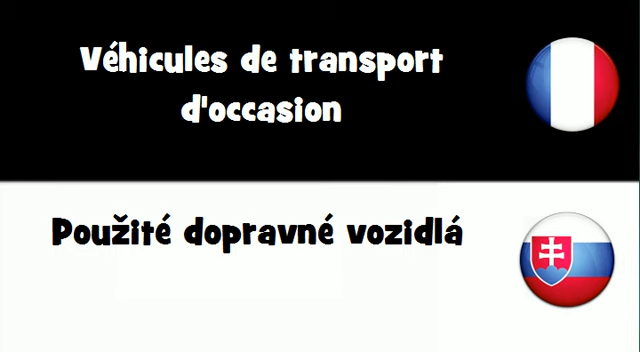 Véhicules de transport
d'occasion
Použité dopravné vozidlá